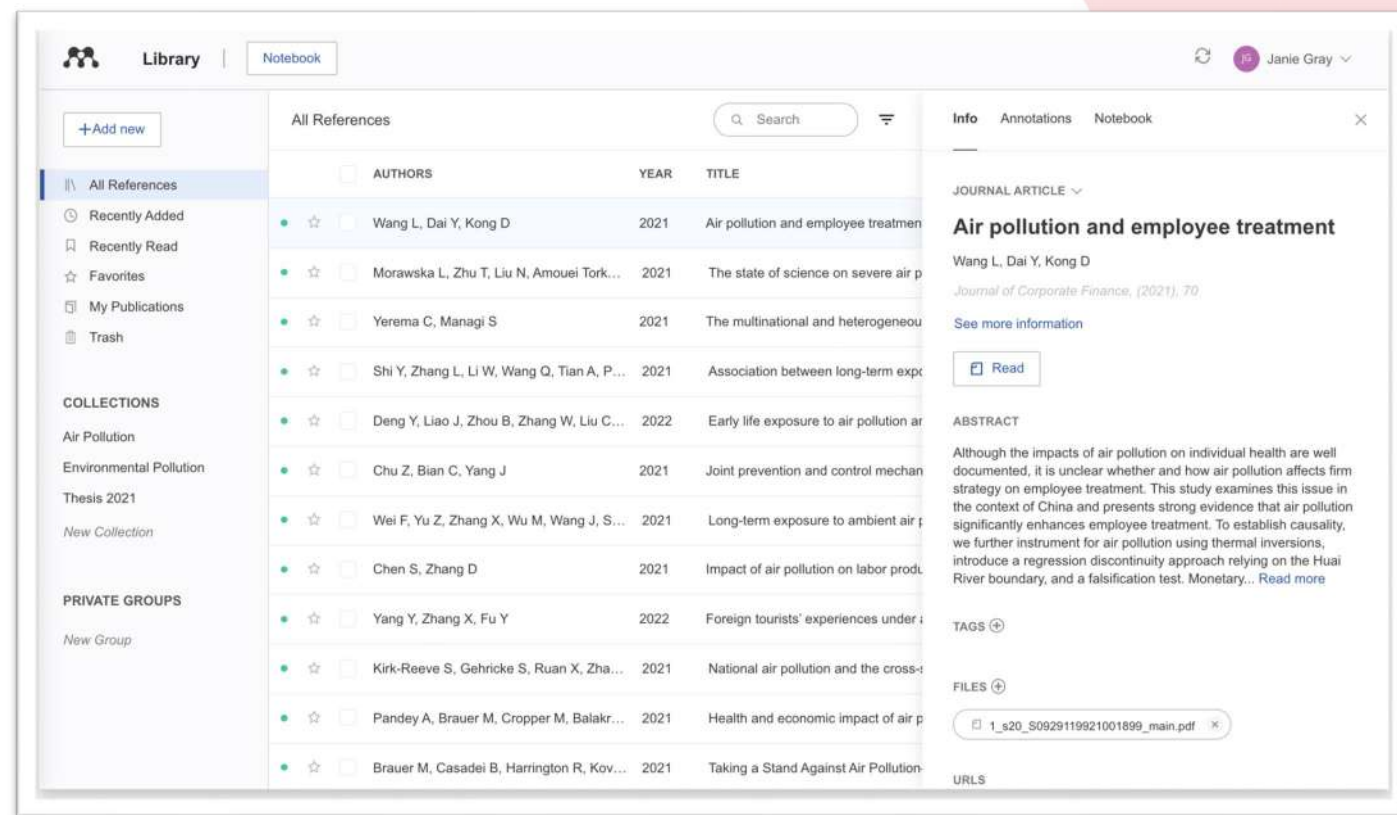 Library
Notebook
JG
Janie Gray
+Add new
All References
Recently Added
Recently Read
Favorites
My Publications
Trash
COLLECTIONS
Air Pollution
Environmental Pollution
Thesis 2021
New Collection
PRIVATE GROUPS
New Group
All References
Search
AUTHORS YEAR TITLE
Wang L, Dai Y, Kong D 2021 Air pollution and employee treatmen
Morawska L, Zhu T, Liu N, Amouei Tork... 2021 The state of science on severe air p
Yerema C, Managi S 2021 The multinational and heterogeneou
Shi Y, Zhang L, Li W, Wang Q, Tian A, P... 2021 Association between long-term expo
Deng Y, Liao J, Zhou B, Zhang W, Liu C... 2022 Early life exposure to air pollution an
Chu Z, Bian C, Yang J 2021 Joint prevention and control mechan
Wei F, Yu Z, Zhang X, Wu M, Wang J, S... 2021 Long-term exposure to ambient air p
Chen S, Zhang D 2021 Impact of air pollution on labor produ
Yang Y, Zhang X, Fu Y 2022 Foreign tourists' experiences under a
Kirk-Reeve S, Gehricke S, Ruan X, Zha... 2021 National air pollution and the cross-s
Pandey A, Brauer M, Cropper M, Balakr... 2021 Health and economic impact of air p
Brauer M, Casadei B, Harrington R, Kov... 2021 Taking a Stand Against Air Pollution-
Info Annotations Notebook
JOURNAL ARTICLE
Air pollution and employee treatment
Wang L, Dai Y, Kong D
Journal of Corporate Finance, (2021), 70
See more information
Read
ABSTRACT
Although the impacts of air pollution on individual health are well
documented, it is unclear whether and how air pollution affects firm
strategy on employee treatment. This study examines this issue in
the context of China and presents strong evidence that air pollution
significantly enhances employee treatment. To establish causality,
we further instrument for air pollution using thermal inversions,
introduce a regression discontinuity approach relying on the Huai
River boundary, and a falsification test. Monetary... Read more
TAGS
FILES
1_s20_S0929119921001899_main.pdf
URLS